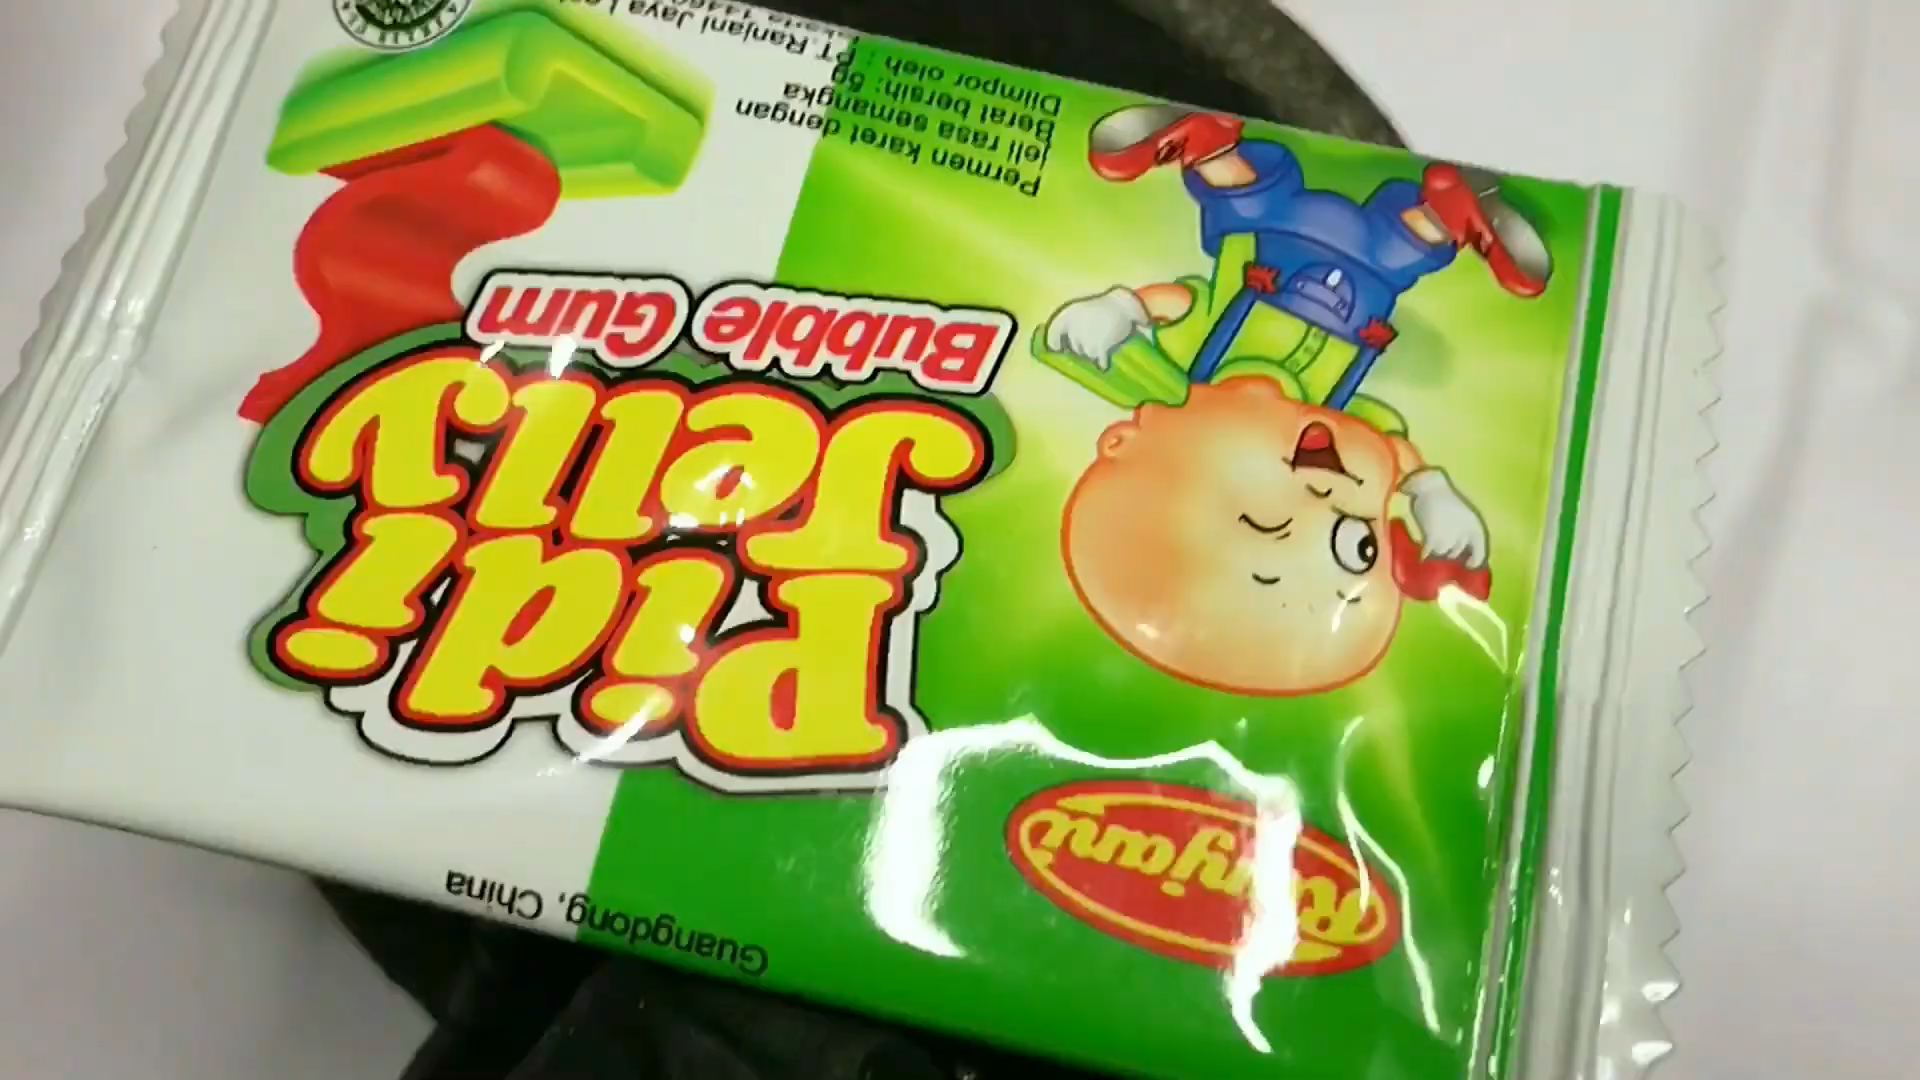 Ranjani
Pidi
Jelly
Bubble Gum
Guangdong, China
Permen karet dengan
jeli rasa semangka
Berat bersih: 5g
Diimpor oleh :
PT.Ranjani Jaya